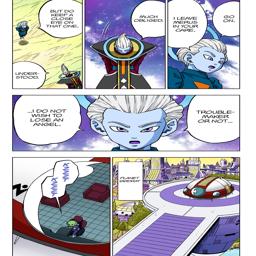 GO
ON.
I LEAVE
MERUS IN
YOUR
CARE.
MUCH
OBLIGED.
BUT DO
KEEP A
CLOSE
EYE ON
THAT ONE.
UNDER-
STOOD.
TROUBLE-
MAKER
OR NOT...
...I DO NOT
WISH TO
LOSE AN
ANGEL.
PLANET